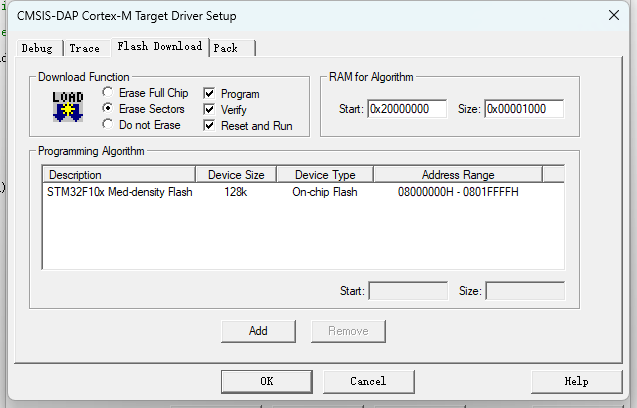 CMSIS-DAP Cortex-M Target Driver Setup
Debug Trace Flash Download Pack
Download Function
LOAD
Erase Full Chip
Erase Sectors
Do not Erase
Program
Verify
Reset and Run
RAM for Algorithm
Start: 0x20000000 Size: 0x00001000
Programming Algorithm
Description Device Size Device Type Address Range
STM32F10x Med-density Flash 128k On-chip Flash 08000000H - 0801FFFFH
Start: Size:
Add Remove
OK Cancel Help